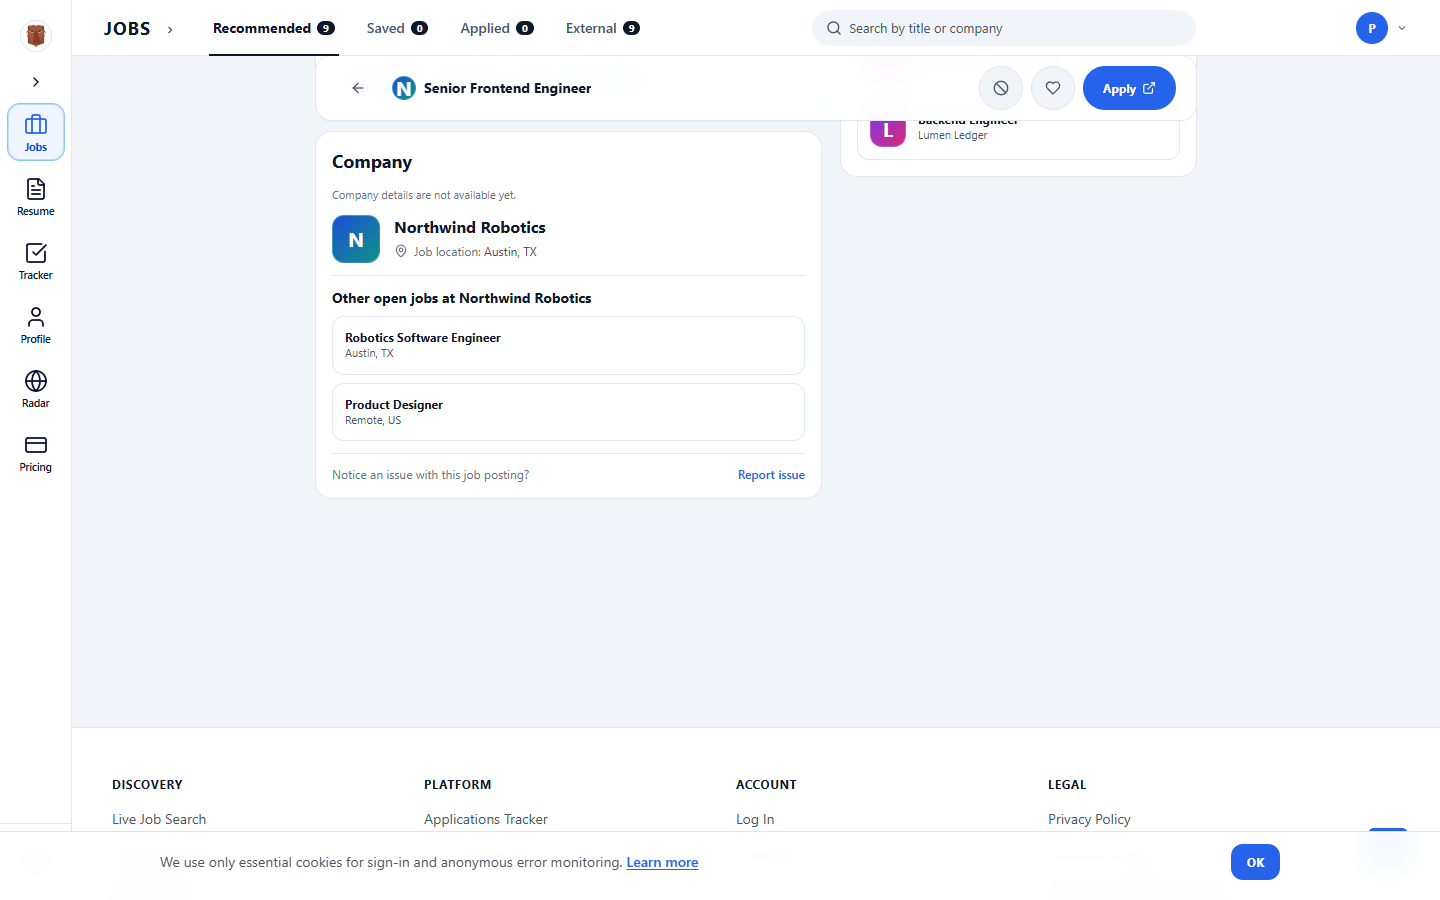 JOBS
Recommended 9
Saved 0
Applied 0
External 9
Search by title or company
P
Jobs
Resume
Tracker
Profile
Radar
Pricing
N
Senior Frontend Engineer
Apply
L
Backend Engineer
Lumen Ledger
Company
Company details are not available yet.
N
Northwind Robotics
Job location: Austin, TX
Other open jobs at Northwind Robotics
Robotics Software Engineer
Austin, TX
Product Designer
Remote, US
Notice an issue with this job posting?
Report issue
DISCOVERY
PLATFORM
ACCOUNT
LEGAL
Live Job Search
Applications Tracker
Log In
Privacy Policy
We use only essential cookies for sign-in and anonymous error monitoring. Learn more
OK